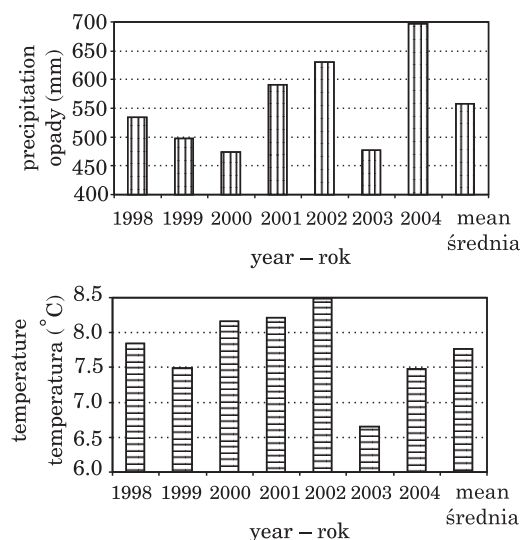 precipitation
opady (mm)
700
650
600
550
500
450
400
1998 1999 2000 2001 2002 2003 2004 mean
średnia
year – rok
temperature
temperatura (°C)
8.5
8.0
7.5
7.0
6.5
6.0
1998 1999 2000 2001 2002 2003 2004 mean
średnia
year – rok